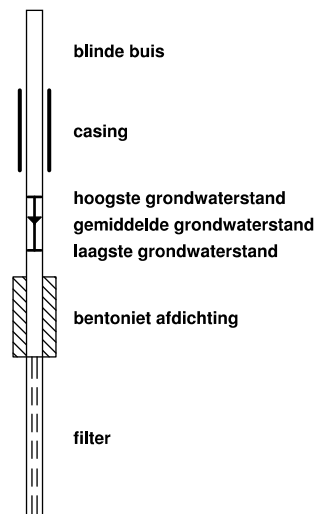 blinde buis
casing
hoogste grondwaterstand
gemiddelde grondwaterstand
laagste grondwaterstand
bentoniet afdichting
filter